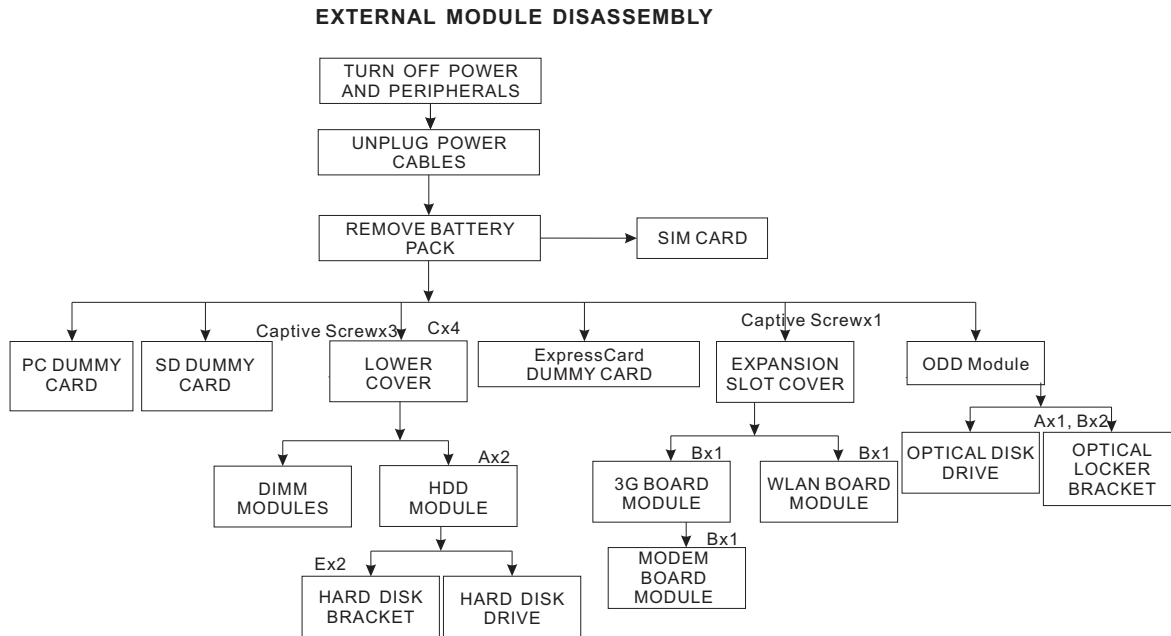 EXTERNAL MODULE DISASSEMBLY
TURN OFF POWER
AND PERIPHERALS
UNPLUG POWER
CABLES
REMOVE BATTERY
PACK
SIM CARD
Captive Screwx3
Cx4
Captive Screwx1
PC DUMMY
CARD
SD DUMMY
CARD
LOWER
COVER
ExpressCard
DUMMY CARD
EXPANSION
SLOT COVER
ODD Module
Ax1, Bx2
Ax2
Bx1
Bx1
DIMM
MODULES
HDD
MODULE
3G BOARD
MODULE
WLAN BOARD
MODULE
OPTICAL DISK
DRIVE
OPTICAL
LOCKER
BRACKET
Ex2
Bx1
HARD DISK
BRACKET
HARD DISK
DRIVE
MODEM
BOARD
MODULE